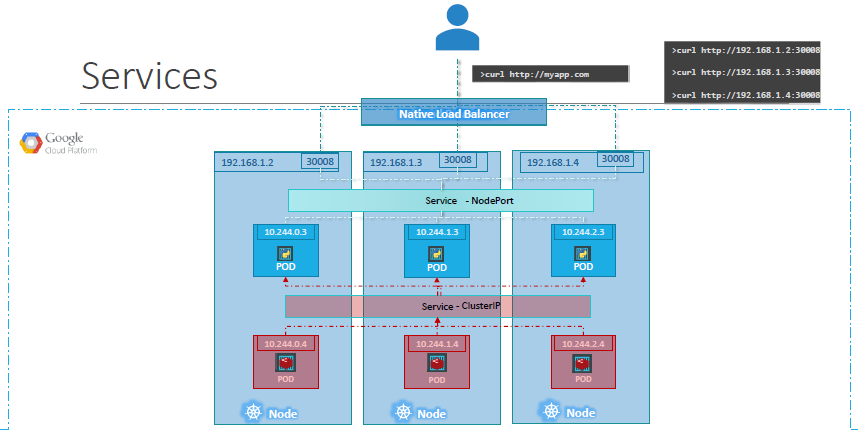 Services
>curl http://myapp.com
>curl http://192.168.1.2:30008
>curl http://192.168.1.3:30008
>curl http://192.168.1.4:30008
Native Load Balancer
Google
Cloud Platform
192.168.1.2
30008
192.168.1.3
30008
192.168.1.4
30008
Service - NodePort
10.244.0.3
POD
10.244.1.3
POD
10.244.2.3
POD
Service - ClusterIP
10.244.0.4
POD
10.244.1.4
POD
10.244.2.4
POD
Node
Node
Node